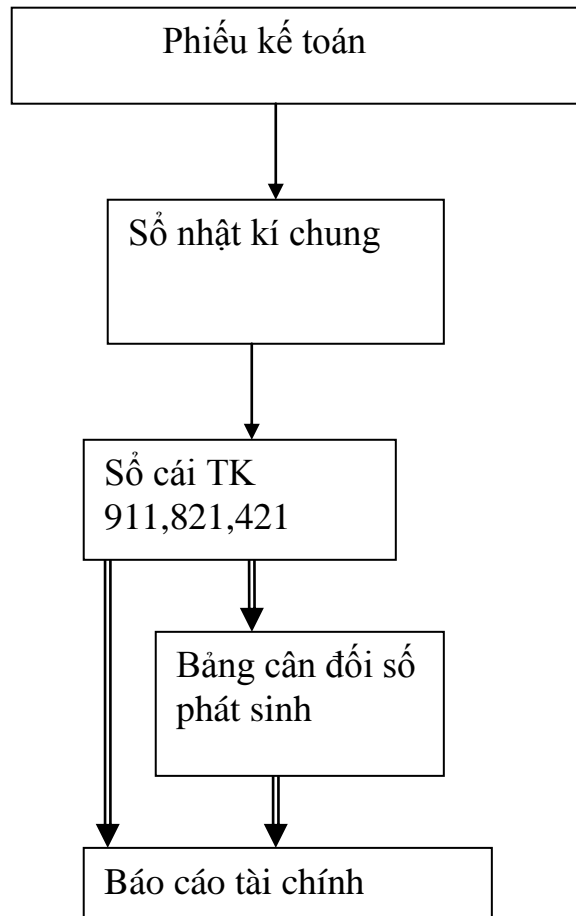 Phiếu kế toán
Sổ nhật kí chung
Sổ cái TK
911,821,421
Bảng cân đối số
phát sinh
Báo cáo tài chính